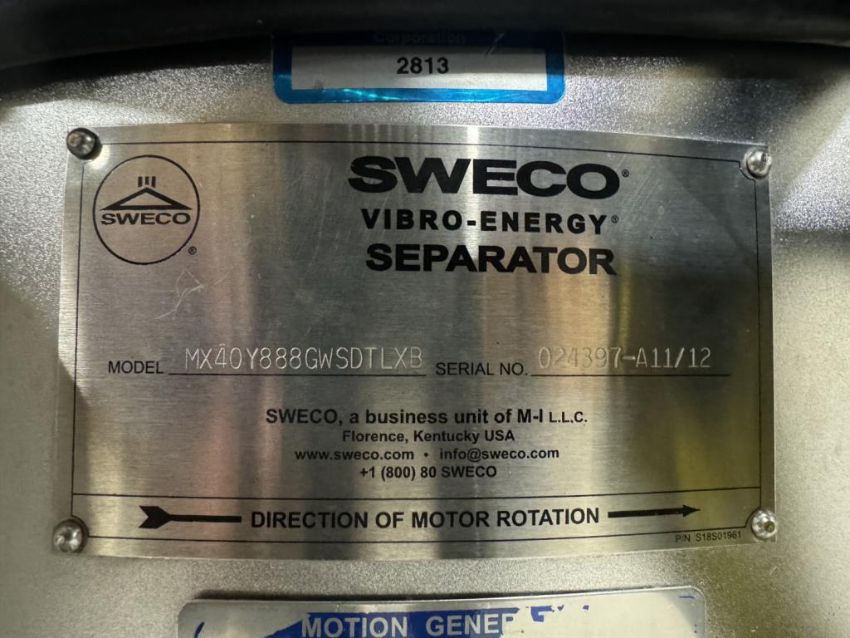 Corporation
2813
SWECO®
SWECO®
VIBRO-ENERGY®
SEPARATOR
MODEL MX40Y888GWSDTLXB SERIAL NO. 024397-A11/12
SWECO, a business unit of M-I L.L.C.
Florence, Kentucky USA
www.sweco.com • info@sweco.com
+1 (800) 80 SWECO
DIRECTION OF MOTOR ROTATION
P/N S18S01961
MOTION